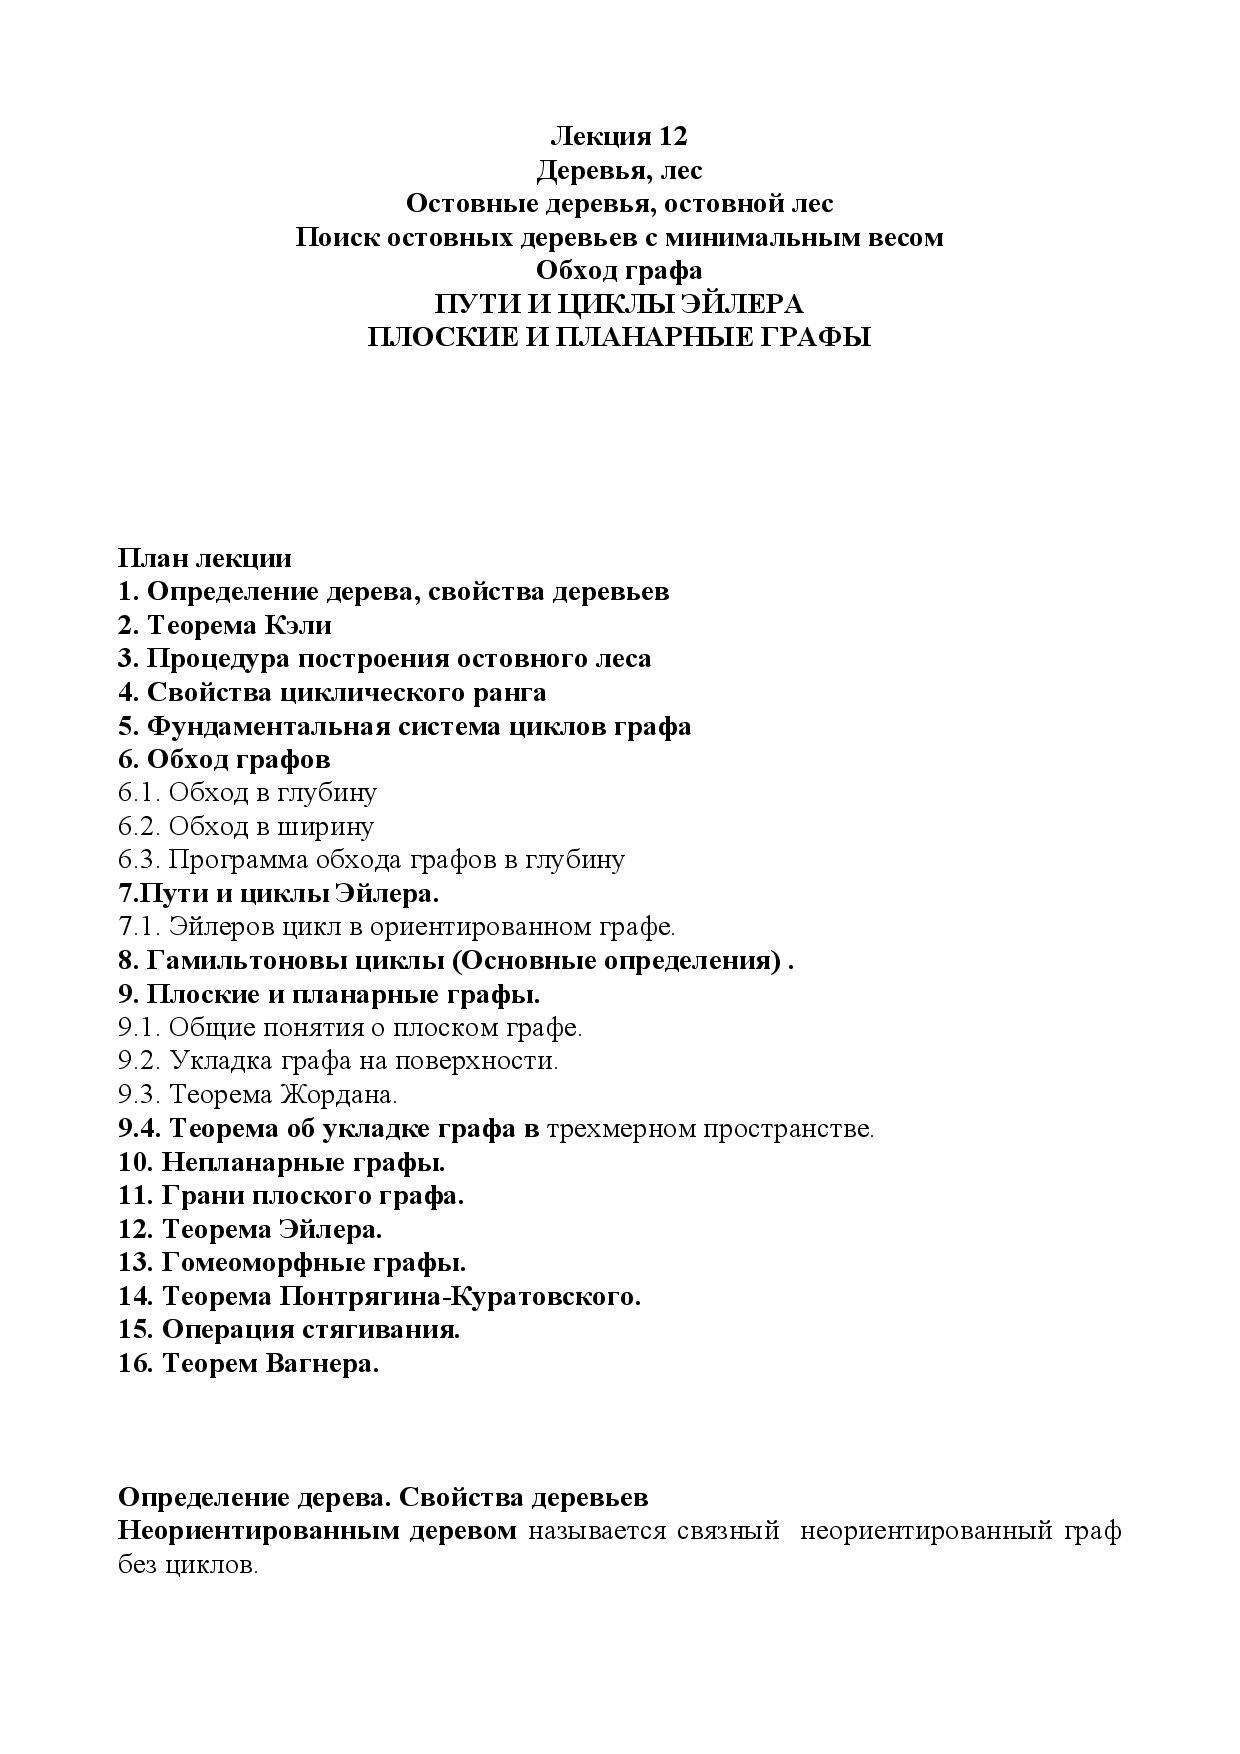 Лекция 12
Деревья, лес
Остовные деревья, остовной лес
Поиск остовных деревьев с минимальным весом
Обход графа
ПУТИ И ЦИКЛЫ ЭЙЛЕРА
ПЛОСКИЕ И ПЛАНАРНЫЕ ГРАФЫ
План лекции
1. Определение дерева, свойства деревьев
2. Теорема Кэли
3. Процедура построения остовного леса
4. Свойства циклического ранга
5. Фундаментальная система циклов графа
6. Обход графов
6.1. Обход в глубину
6.2. Обход в ширину
6.3. Программа обхода графов в глубину
7.Пути и циклы Эйлера.
7.1. Эйлеров цикл в ориентированном графе.
8. Гамильтоновы циклы (Основные определения) .
9. Плоские и планарные графы.
9.1. Общие понятия о плоском графе.
9.2. Укладка графа на поверхности.
9.3. Теорема Жордана.
9.4. Теорема об укладке графа в трехмерном пространстве.
10. Непланарные графы.
11. Грани плоского графа.
12. Теорема Эйлера.
13. Гомеоморфные графы.
14. Теорема Понтрягина-Куратовского.
15. Операция стягивания.
16. Теорем Вагнера.
Определение дерева. Свойства деревьев
Неориентированным деревом называется связный неориентированный граф
без циклов.